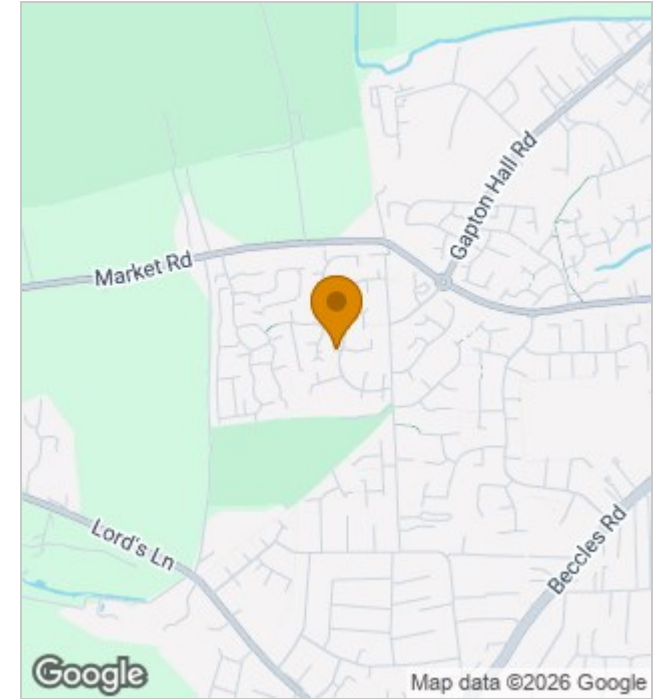 Gapton Hall Rd
Market Rd
Lord's Ln
Beccles Rd
Google
Map data ©2026 Google